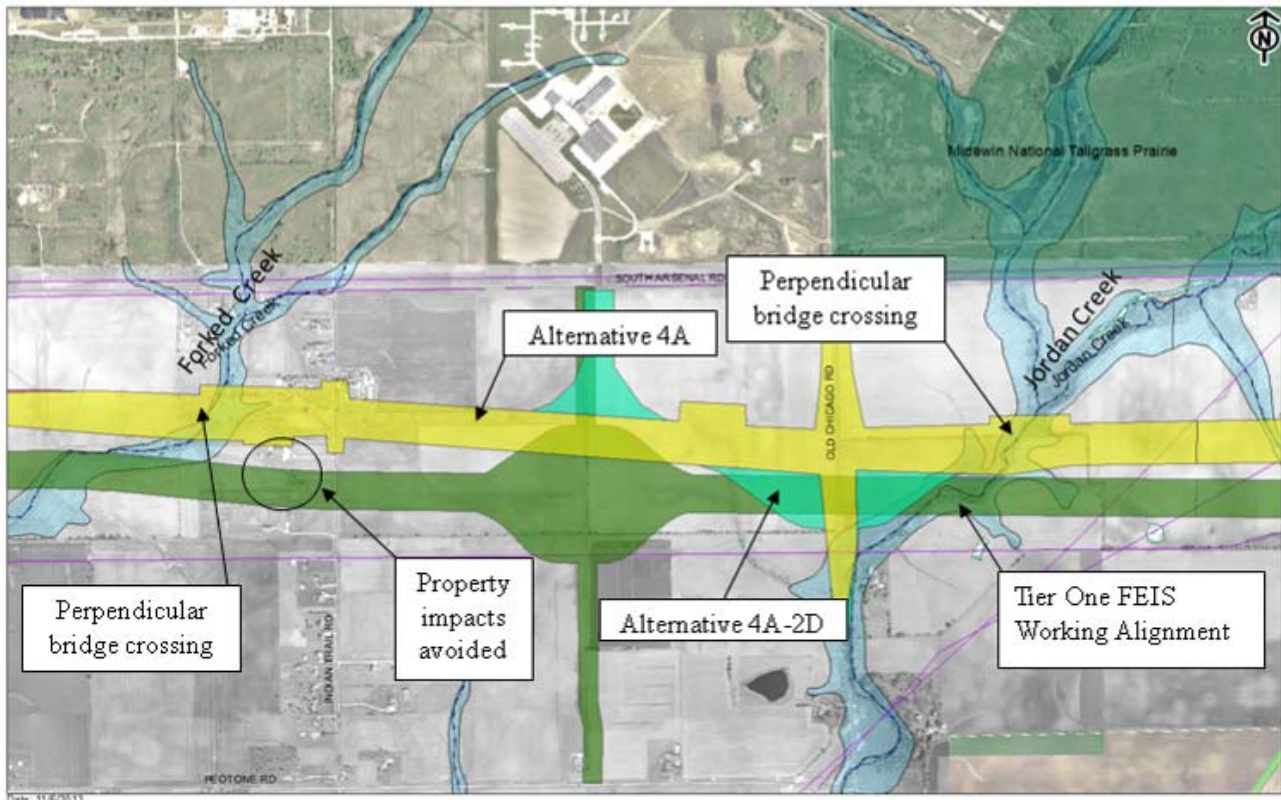 N
Midewin National Tallgrass Prairie
SOUTH ARSENAL RD
Forked Creek
Forked Creek
Jordan Creek
Jordan Creek
Perpendicular
bridge crossing
Alternative 4A
OLD CHICAGO RD
Perpendicular
bridge crossing
Property
impacts
avoided
Alternative 4A-2D
Tier One FEIS
Working Alignment
INDIAN TRAIL RD
PEOTONE RD